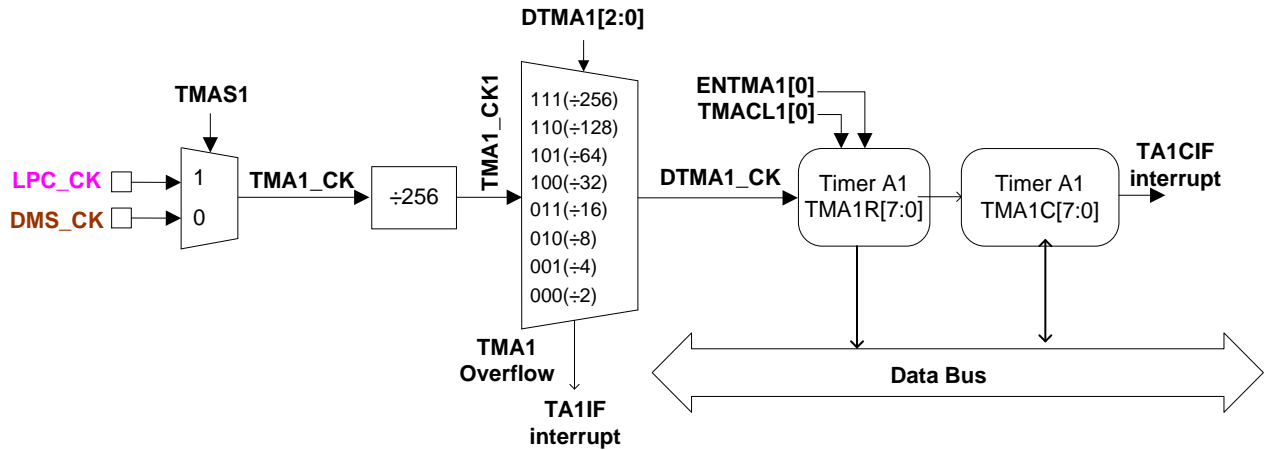 DTMA1[2:0]
TMAS1
LPC_CK
DMS_CK
1
0
TMA1_CK
÷256
TMA1_CK1
111(÷256)
110(÷128)
101(÷64)
100(÷32)
011(÷16)
010(÷8)
001(÷4)
000(÷2)
TMA1
Overflow
TA1IF
interrupt
DTMA1_CK
ENTMA1[0]
TMACL1[0]
Timer A1
TMA1R[7:0]
Timer A1
TMA1C[7:0]
TA1CIF
interrupt
Data Bus